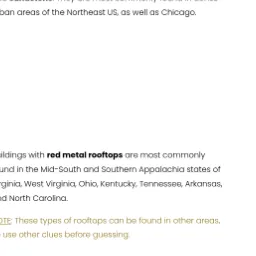 ban areas of the Northeast US, as well as Chicago.
ildings with red metal rooftops are most commonly
und in the Mid-South and Southern Appalachia states of
rginia, West Virginia, Ohio, Kentucky, Tennessee, Arkansas,
nd North Carolina.
OTE: These types of rooftops can be found in other areas,
use other clues before guessing.